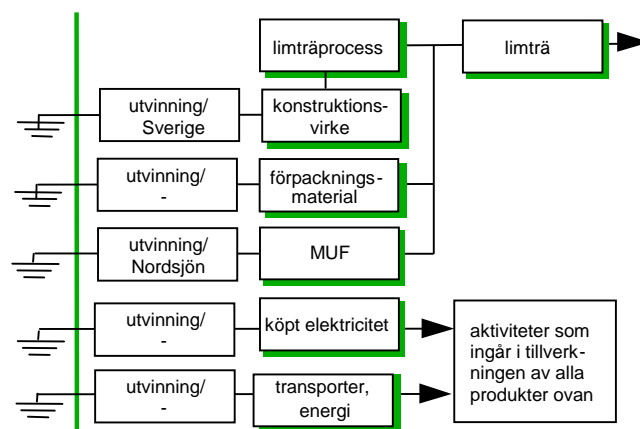 limträprocess
limträ
utvinning/
Sverige
konstruktions-
virke
utvinning/
-
förpacknings-
material
utvinning/
Nordsjön
MUF
utvinning/
-
köpt elektricitet
aktiviteter som
ingår i tillverk-
ningen av alla
produkter ovan
utvinning/
-
transporter,
energi